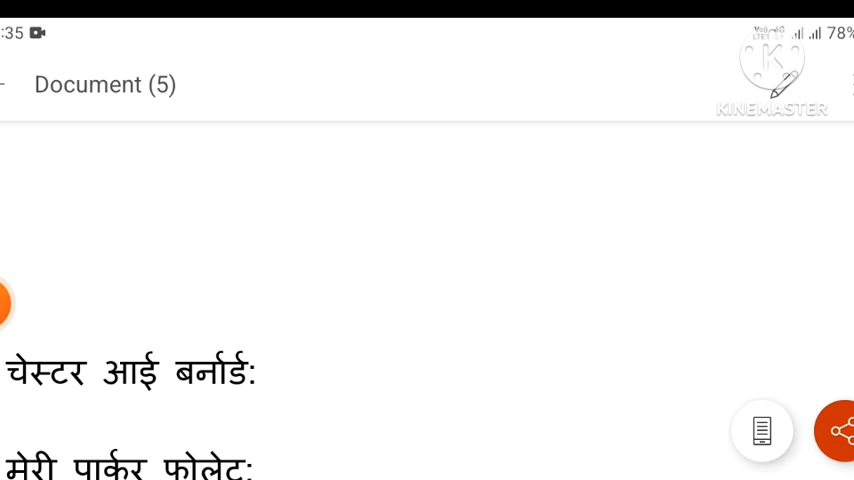 :35 78%
Document (5)
KINEMASTER
चेस्टर आई बर्नार्ड:
मेरी पार्कर फोलेट: